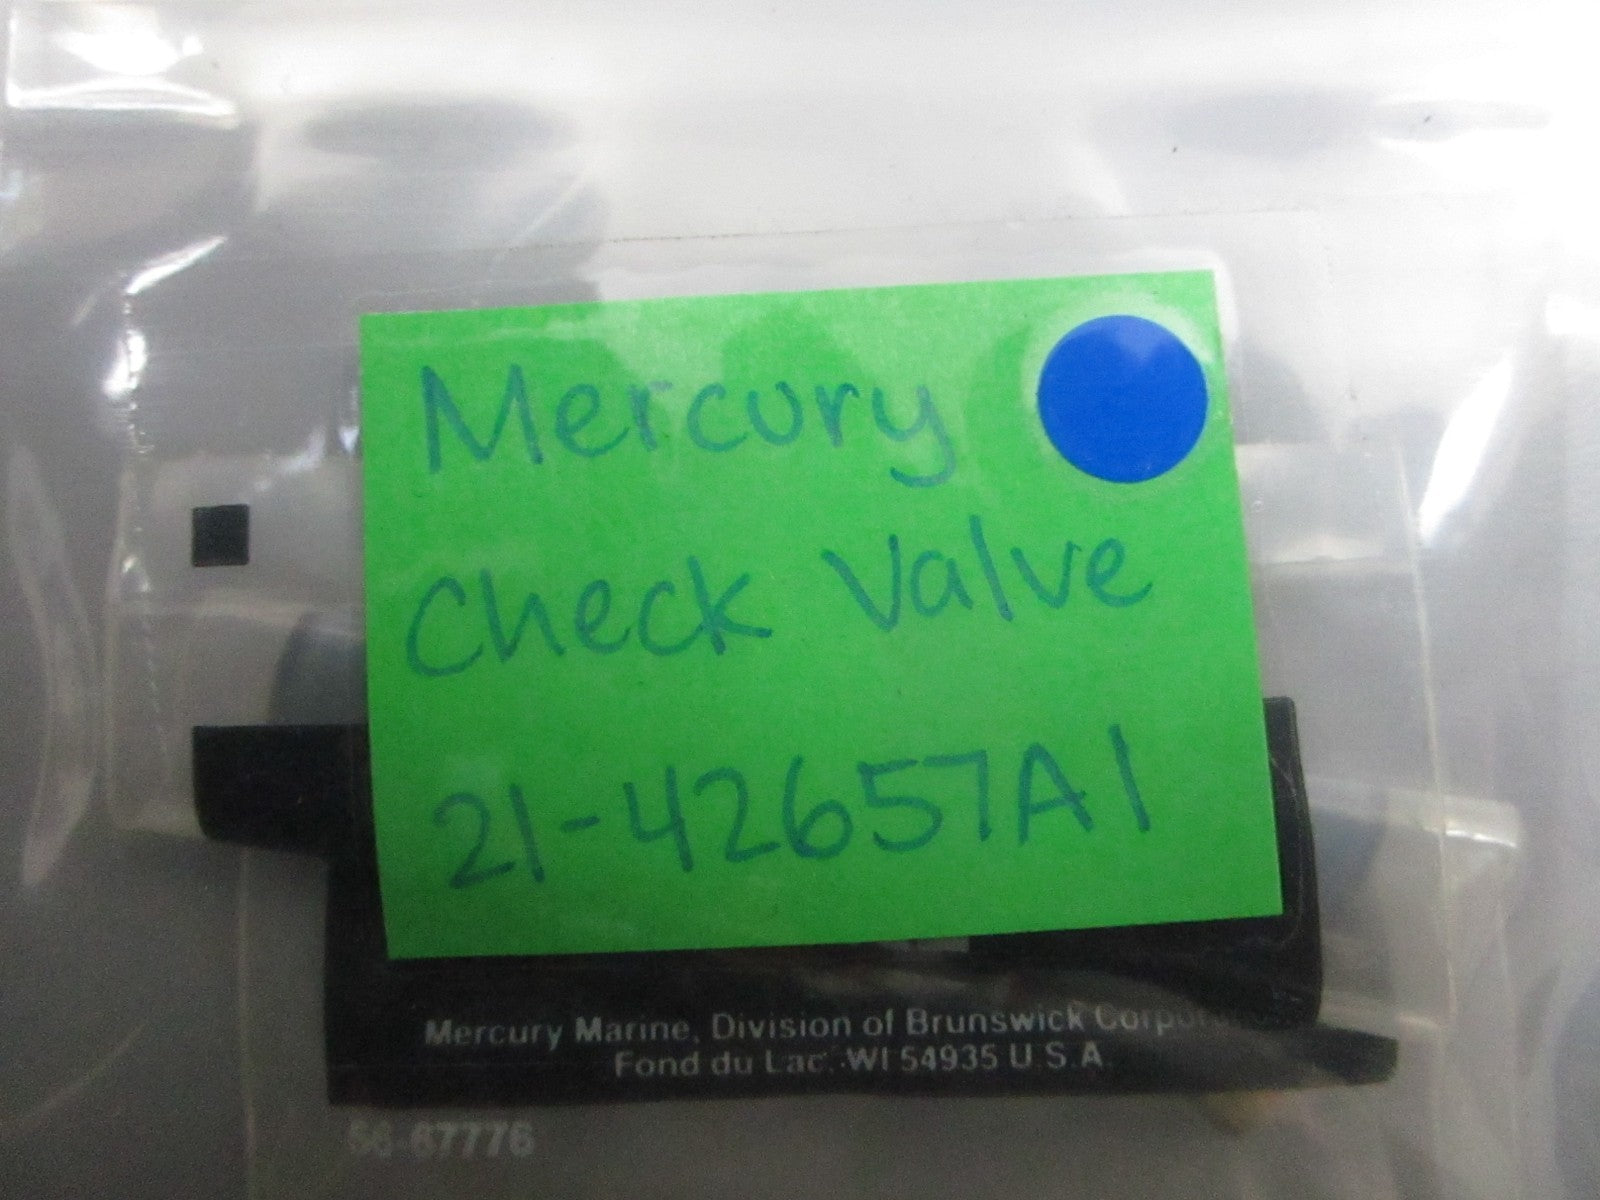 Mercury
Check Valve
21-42657A1
Mercury Marine, Division of Brunswick
Fond du Lac, WI 54935 U.S.A.